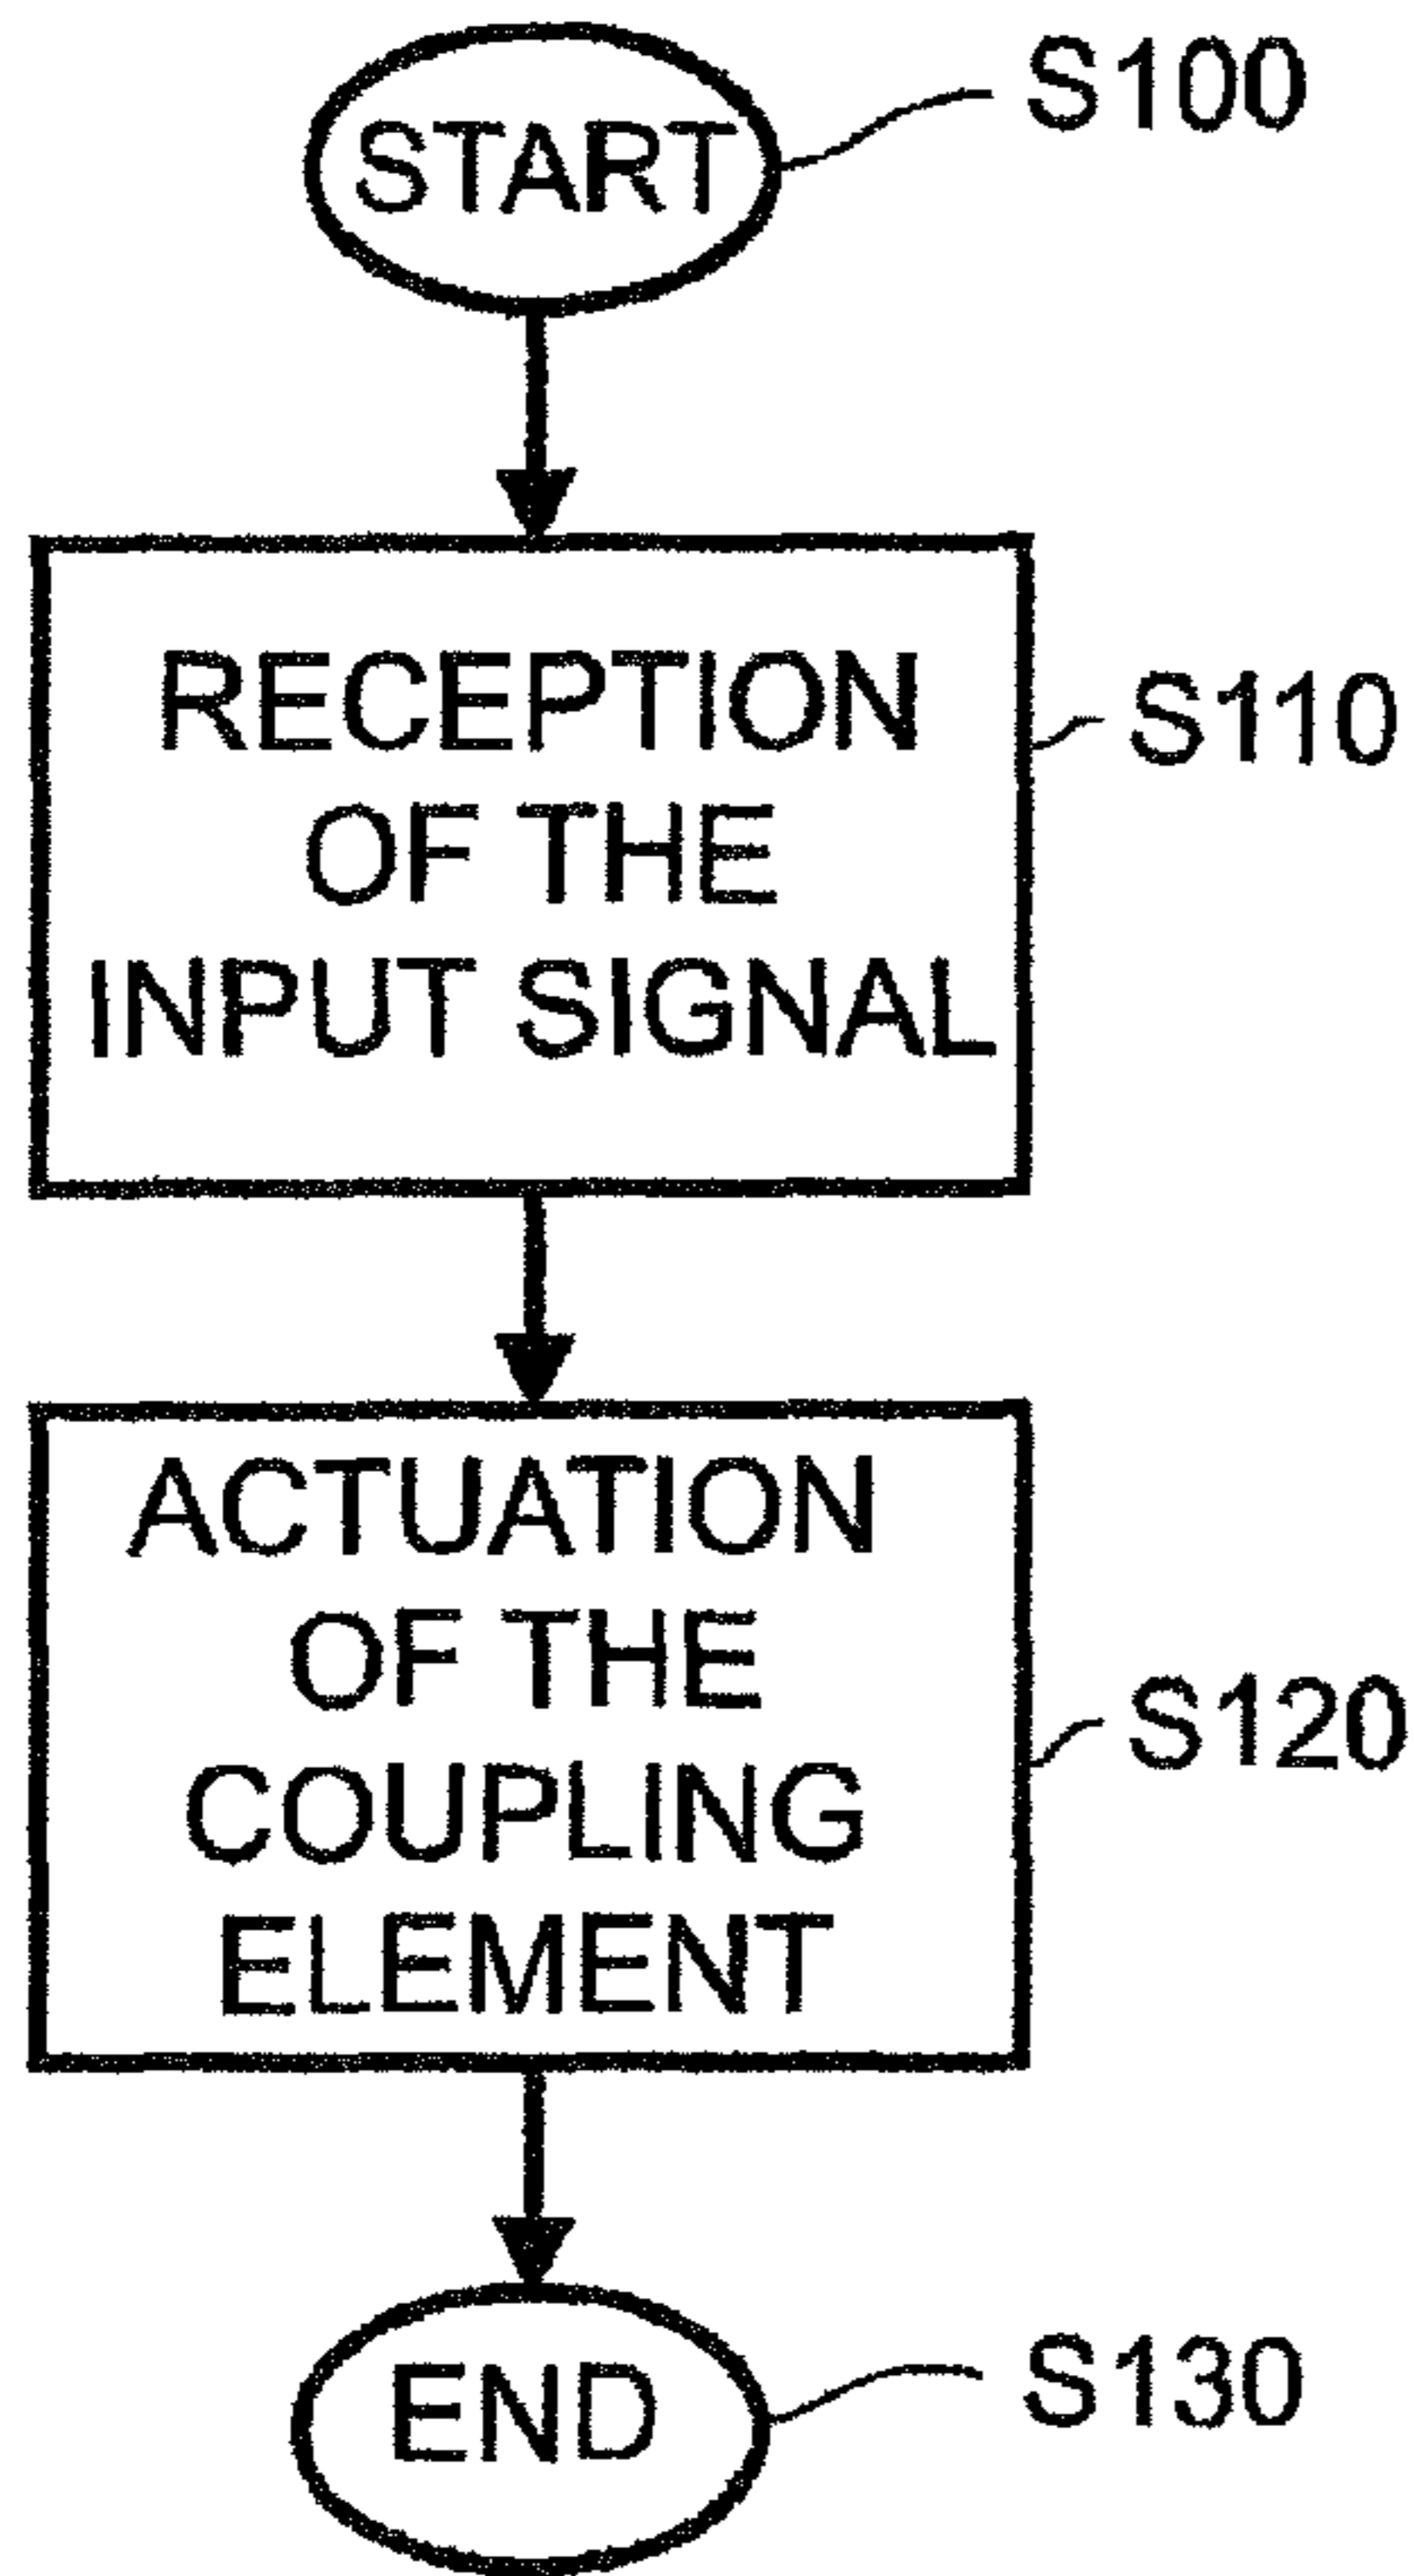 START
S100
RECEPTION
OF THE
INPUT SIGNAL
S110
ACTUATION
OF THE
COUPLING
ELEMENT
S120
END
S130